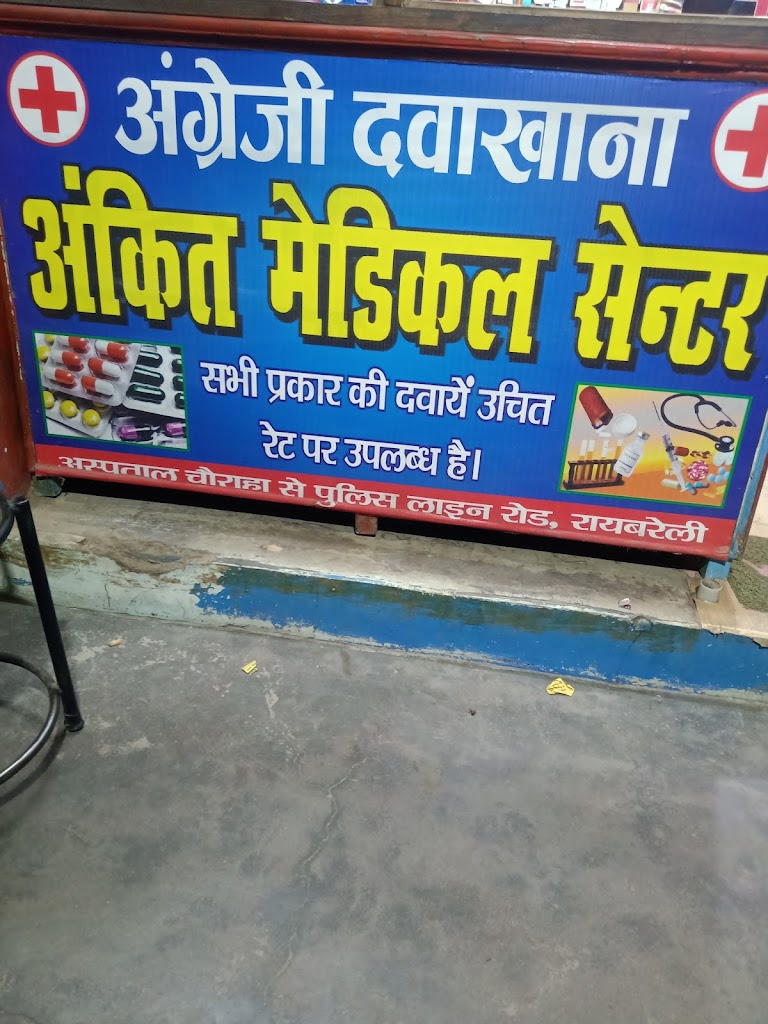 अंग्रेजी दवाखाना
अंकित मेडिकल सेन्टर
सभी प्रकार की दवायें उचित
रेट पर उपलब्ध है।
अस्पताल चौराहा से पुलिस लाइन रोड, रायबरेली